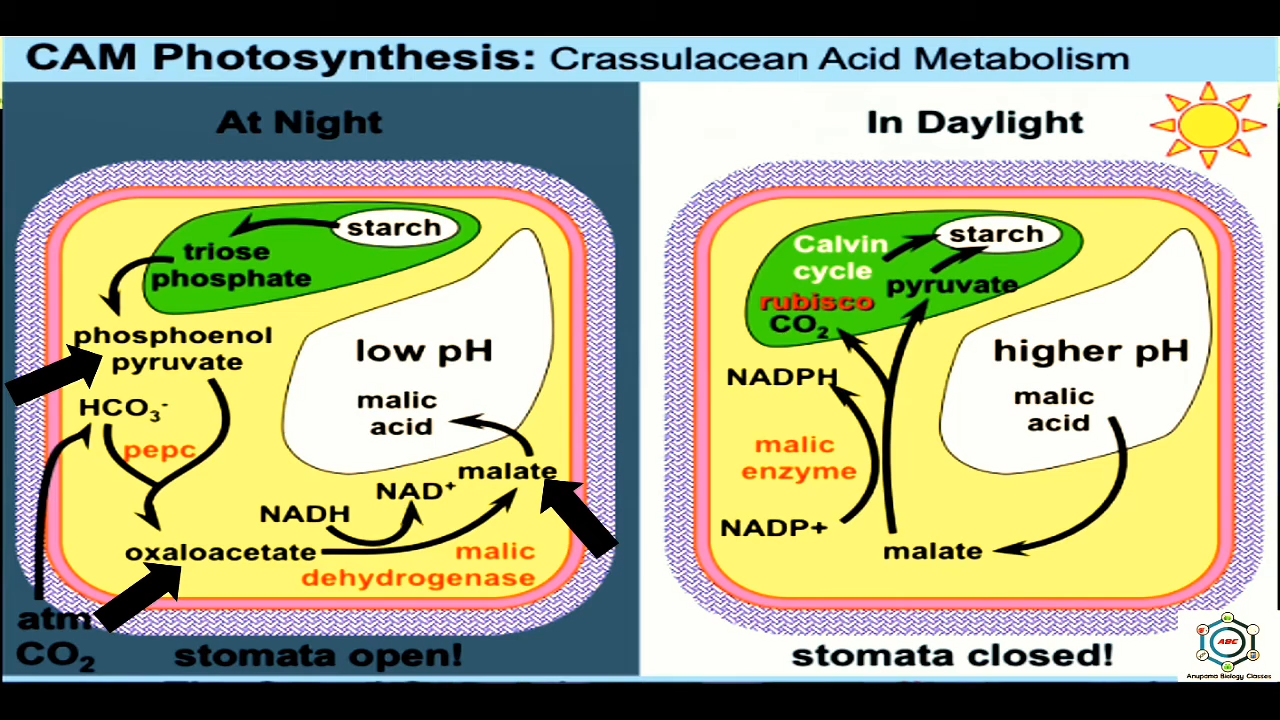 CAM Photosynthesis: Crassulacean Acid Metabolism
At Night
starch
triose
phosphate
phosphoenol
pyruvate
HCO3-
pepc
low pH
malic
acid
malate
NAD+
NADH
oxaloacetate
malic
dehydrogenase
atm
CO2
stomata open!
In Daylight
Calvin
cycle
starch
pyruvate
rubisco
CO2
NADPH
higher pH
malic
acid
malic
enzyme
NADP+
malate
stomata closed!
ABC
Anupama Biology Classes